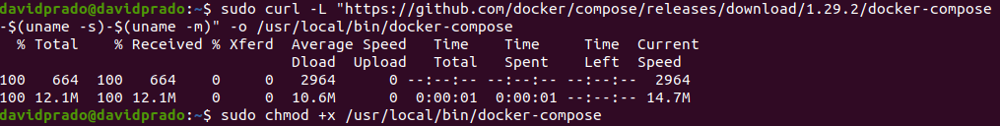 davidprado@davidprado:~$ sudo curl -L "https://github.com/docker/compose/releases/download/1.29.2/docker-compose
-$(uname -s)-$(uname -m)" -o /usr/local/bin/docker-compose
  % Total    % Received % Xferd  Average Speed   Time    Time     Time  Current
                                 Dload  Upload   Total   Spent    Left  Speed
100   664  100   664    0     0   2964      0 --:--:-- --:--:-- --:--:--  2964
100 12.1M  100 12.1M    0     0  10.6M      0  0:00:01  0:00:01 --:--:-- 14.7M
davidprado@davidprado:~$ sudo chmod +x /usr/local/bin/docker-compose